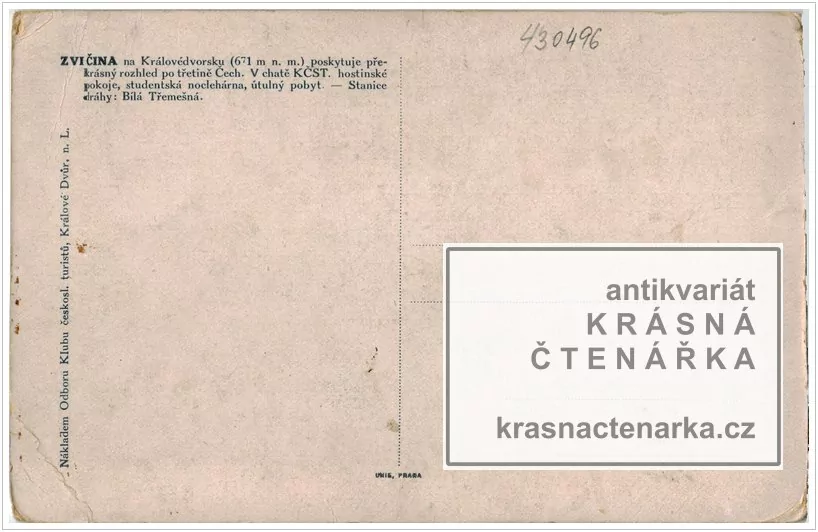 430496
ZVIČINA na Královédvorsku (671 m n. m.) poskytuje pře-
krásný rozhled po třetině Čech. V chatě KČST. hostinské
pokoje, studentská noclehárna, útulný pobyt. — Stanice
dráhy: Bílá Třemešná.
Nákladem Odboru Klubu českosl. turistů, Králové Dvůr, n. L.
antikvariát
KRÁSNÁ
ČTENÁŘKA
krasnactenarka.cz
UNIE, PRAHA